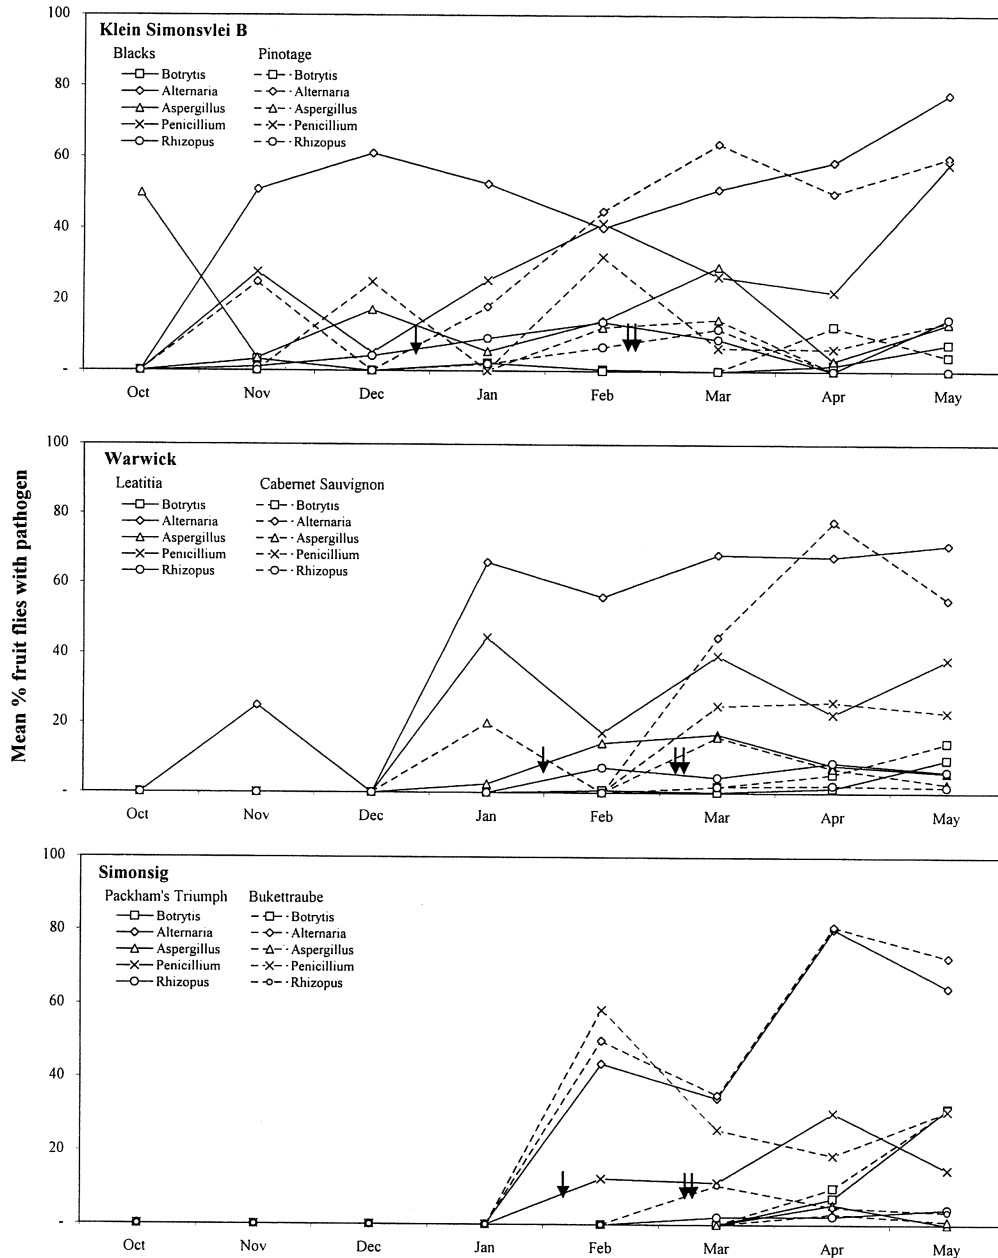 Mean % fruit flies with pathogen
100
80
60
40
20
-
Klein Simonsvlei B
Blacks Pinotage
Botrytis Botrytis
Alternaria Alternaria
Aspergillus Aspergillus
Penicillium Penicillium
Rhizopus Rhizopus
Oct Nov Dec Jan Feb Mar Apr May
100
80
60
40
20
-
Warwick
Leatitia Cabernet Sauvignon
Botrytis Botrytis
Alternaria Alternaria
Aspergillus Aspergillus
Penicillium Penicillium
Rhizopus Rhizopus
Oct Nov Dec Jan Feb Mar Apr May
100
80
60
40
20
-
Simonsig
Packham's Triumph Bukettraube
Botrytis Botrytis
Alternaria Alternaria
Aspergillus Aspergillus
Penicillium Penicillium
Rhizopus Rhizopus
Oct Nov Dec Jan Feb Mar Apr May